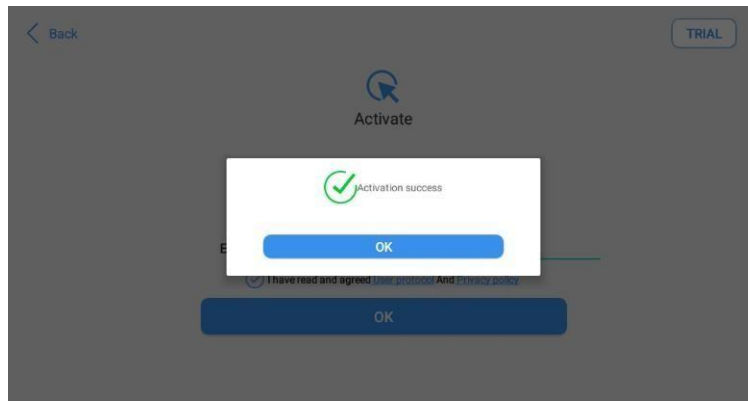 Back
TRIAL
Activate
Activation success
E
OK
I have read and agreed User protocol And Privacy policy
OK